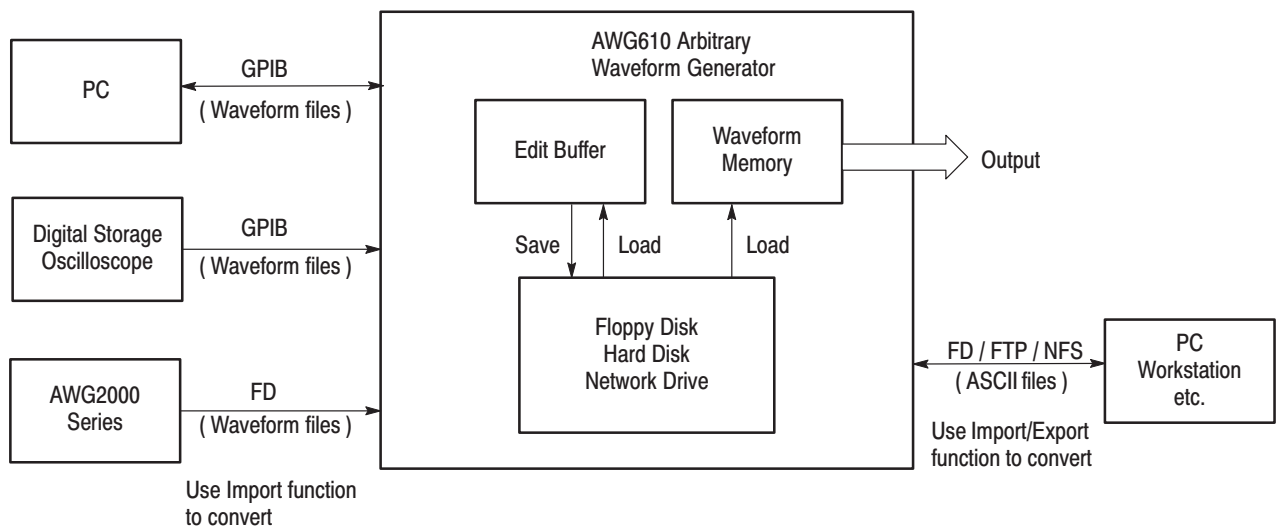 PC
GPIB
( Waveform files )
Digital Storage
Oscilloscope
GPIB
( Waveform files )
AWG2000
Series
FD
( Waveform files )
Use Import function
to convert
AWG610 Arbitrary
Waveform Generator
Edit Buffer
Waveform
Memory
Output
Save
Load
Load
Floppy Disk
Hard Disk
Network Drive
FD / FTP / NFS
( ASCII files )
Use Import/Export
function to convert
PC
Workstation
etc.